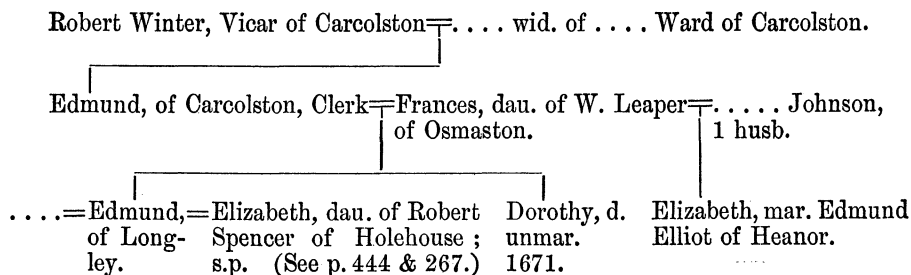 Robert Winter, Vicar of Carcolston=. . . . wid. of . . . . Ward of Carcolston.
Edmund, of Carcolston, Clerk=Frances, dau. of W. Leaper=. . . . . Johnson,
of Osmaston. 1 husb.
. . . .=Edmund,=Elizabeth, dau. of Robert Dorothy, d. Elizabeth, mar. Edmund
of Long- Spencer of Holehouse ; unmar. Elliot of Heanor.
ley. s.p. (See p. 444 & 267.) 1671.